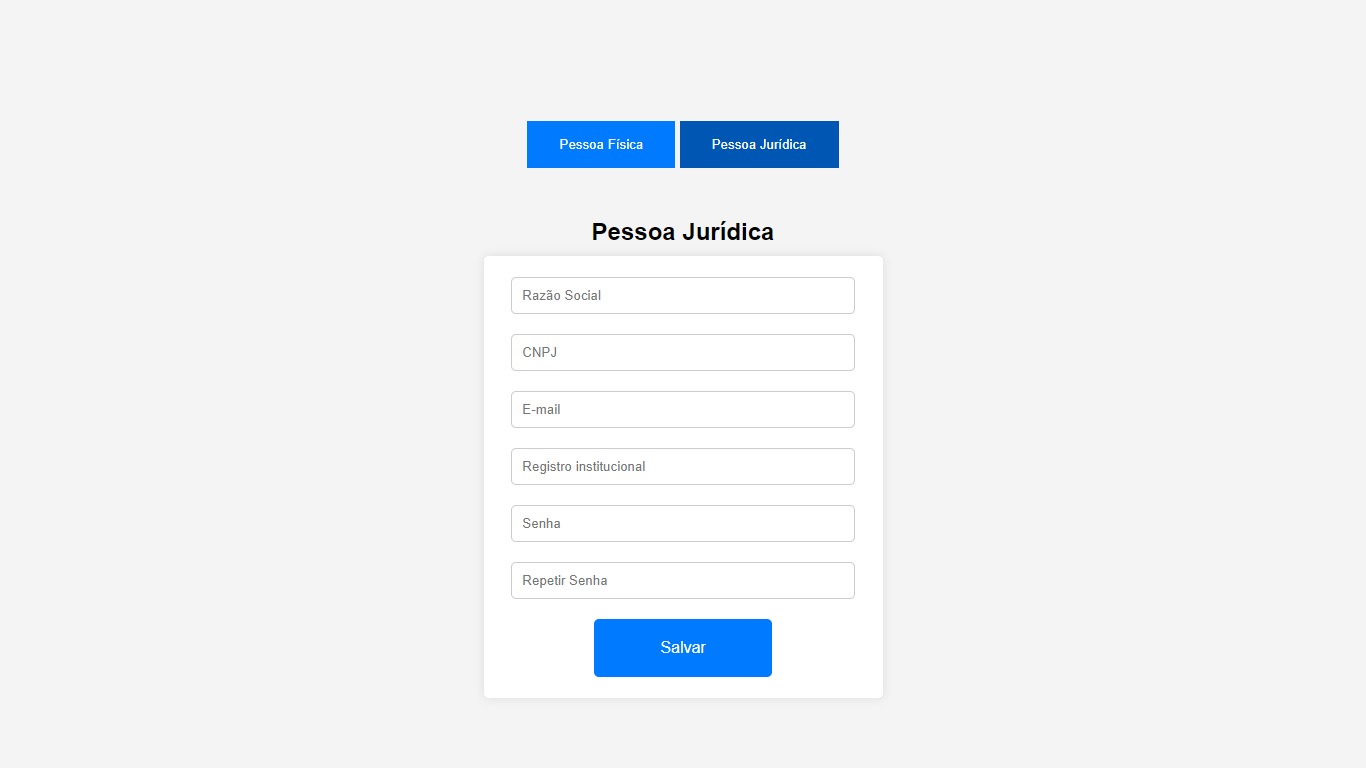 Pessoa Física
Pessoa Jurídica
Pessoa Jurídica
Razão Social
CNPJ
E-mail
Registro institucional
Senha
Repetir Senha
Salvar